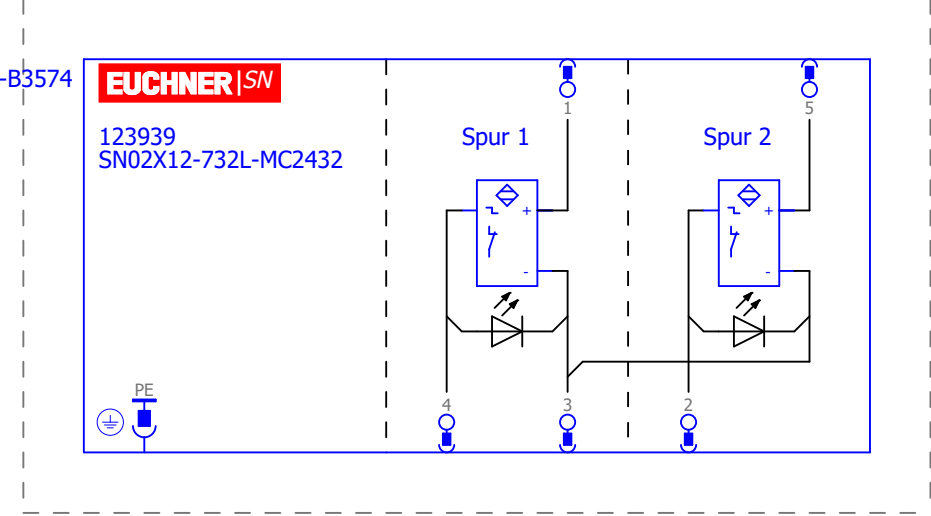 -B3574
EUCHNER|SN
123939
SN02X12-732L-MC2432
Spur 1
Spur 2
1
5
+
+
-
-
PE
4
3
2